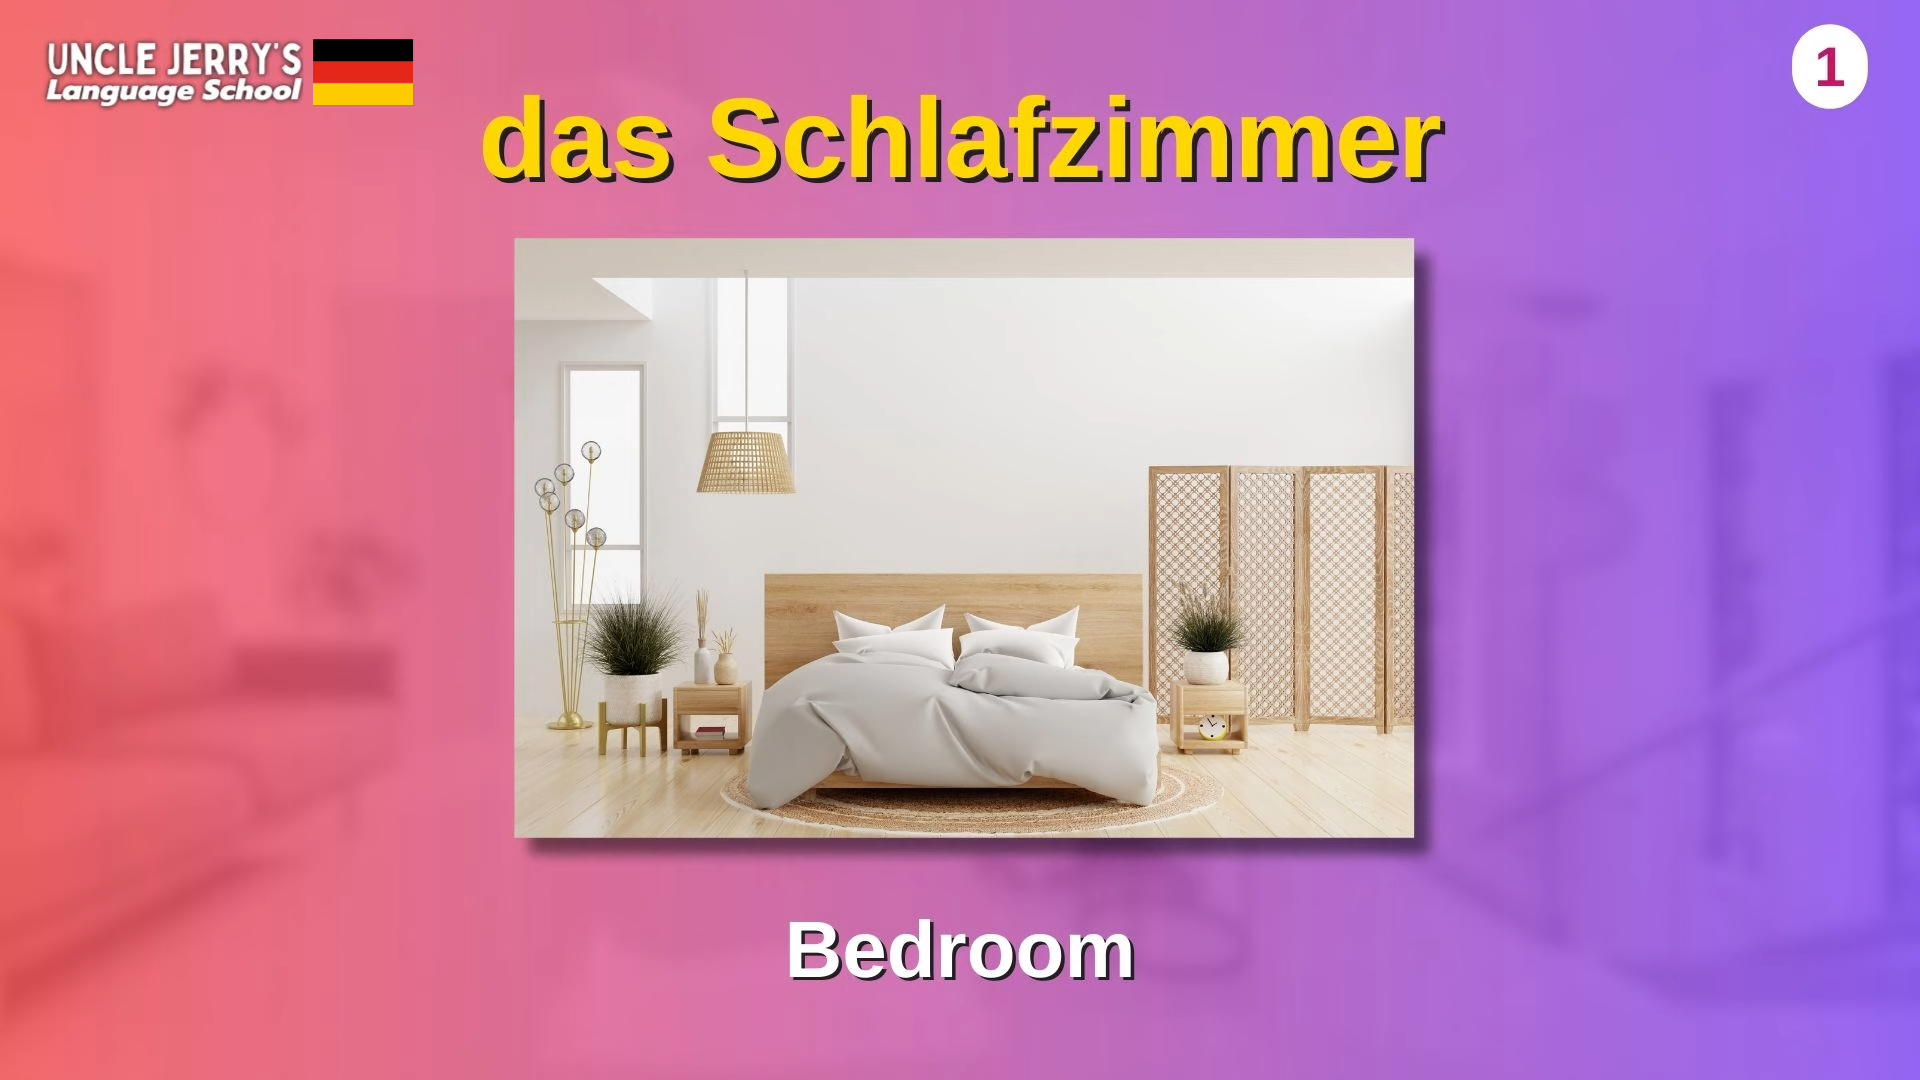 UNCLE JERRY'S
Language School
1
das Schlafzimmer
Bedroom